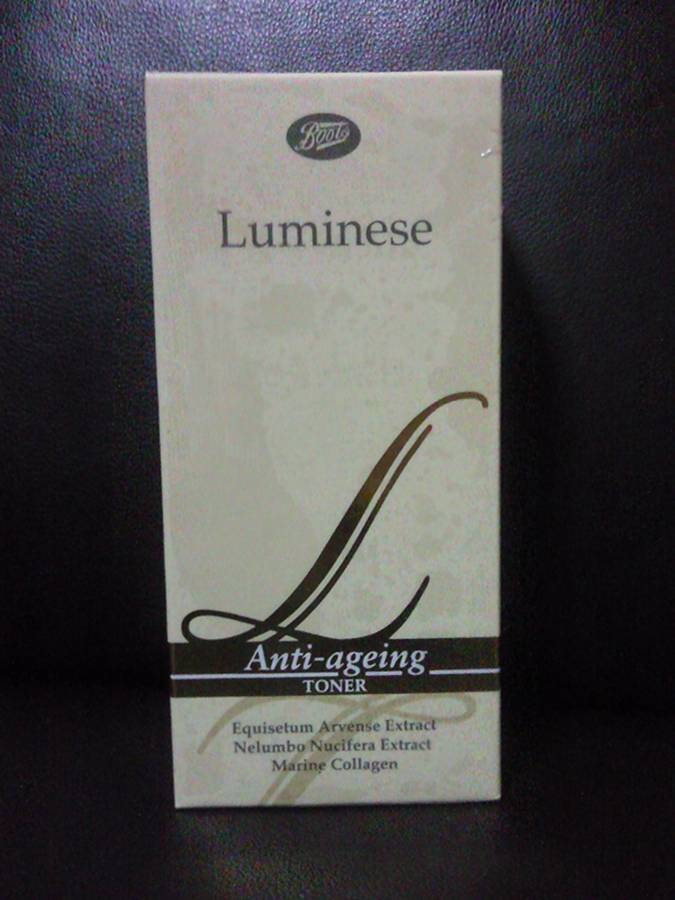 Boots
Luminese
Anti-ageing
TONER
Equisetum Arvense Extract
Nelumbo Nucifera Extract
Marine Collagen